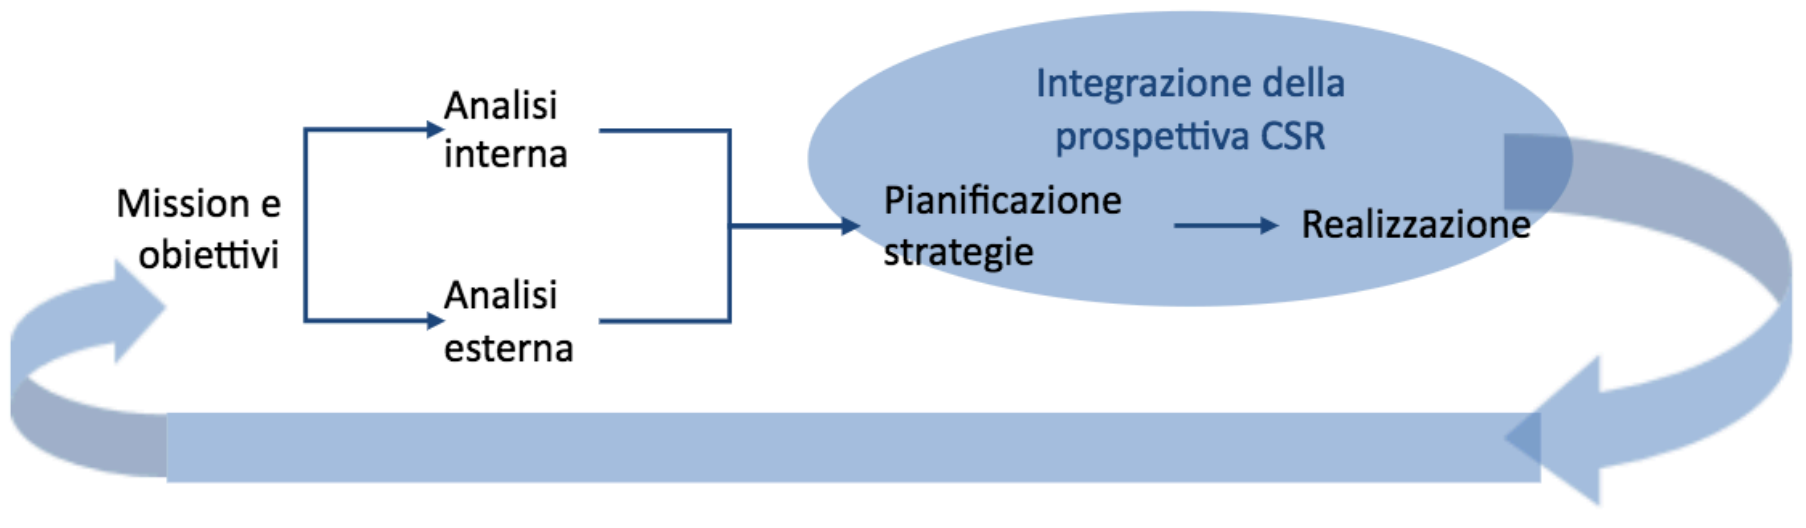 Mission e
obiettivi
Analisi
interna
Analisi
esterna
Integrazione della
prospettiva CSR
Pianificazione
strategie
Realizzazione